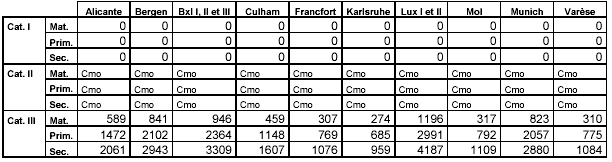 Alicante Bergen Bxl I, II et III Culham Francfort Karlsruhe Lux I et II Mol Munich Varèse
Cat. I Mat. 0 0 0 0 0 0 0 0 0 0
Prim. 0 0 0 0 0 0 0 0 0 0
Sec. 0 0 0 0 0 0 0 0 0 0
Cat. II Mat. Cmo Cmo Cmo Cmo Cmo Cmo Cmo Cmo Cmo Cmo
Prim. Cmo Cmo Cmo Cmo Cmo Cmo Cmo Cmo Cmo Cmo
Sec. Cmo Cmo Cmo Cmo Cmo Cmo Cmo Cmo Cmo Cmo
Cat. III Mat. 589 841 946 459 307 274 1196 317 823 310
Prim. 1472 2102 2364 1148 769 685 2991 792 2057 775
Sec. 2061 2943 3309 1607 1076 959 4187 1109 2880 1084